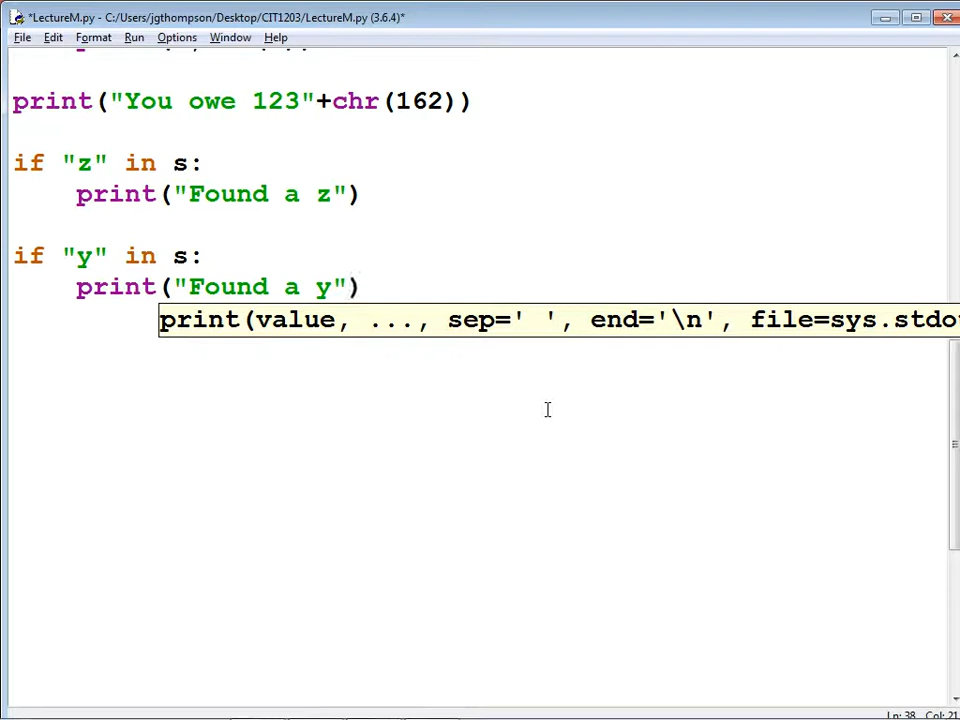 *LectureM.py - C:/Users/jgthompson/Desktop/CIT1203/LectureM.py (3.6.4)*
File Edit Format Run Options Window Help
print("You owe 123"+chr(162))
if "z" in s:
print("Found a z")
if "y" in s:
print("Found a y")
print(value, ..., sep=' ', end='\n', file=sys.stdo
Ln: 38 Col: 21